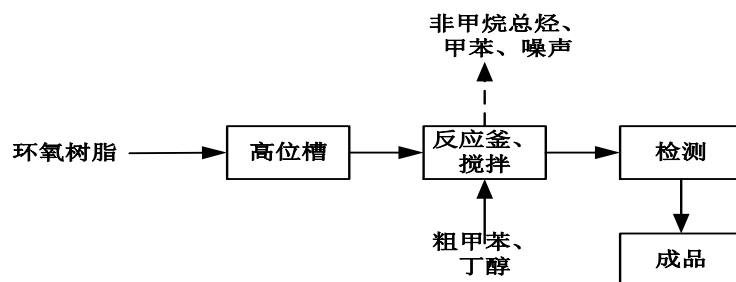 非甲烷总烃、
甲苯、噪声
环氧树脂
高位槽
反应釜、
搅拌
检测
粗甲苯、
丁醇
成品